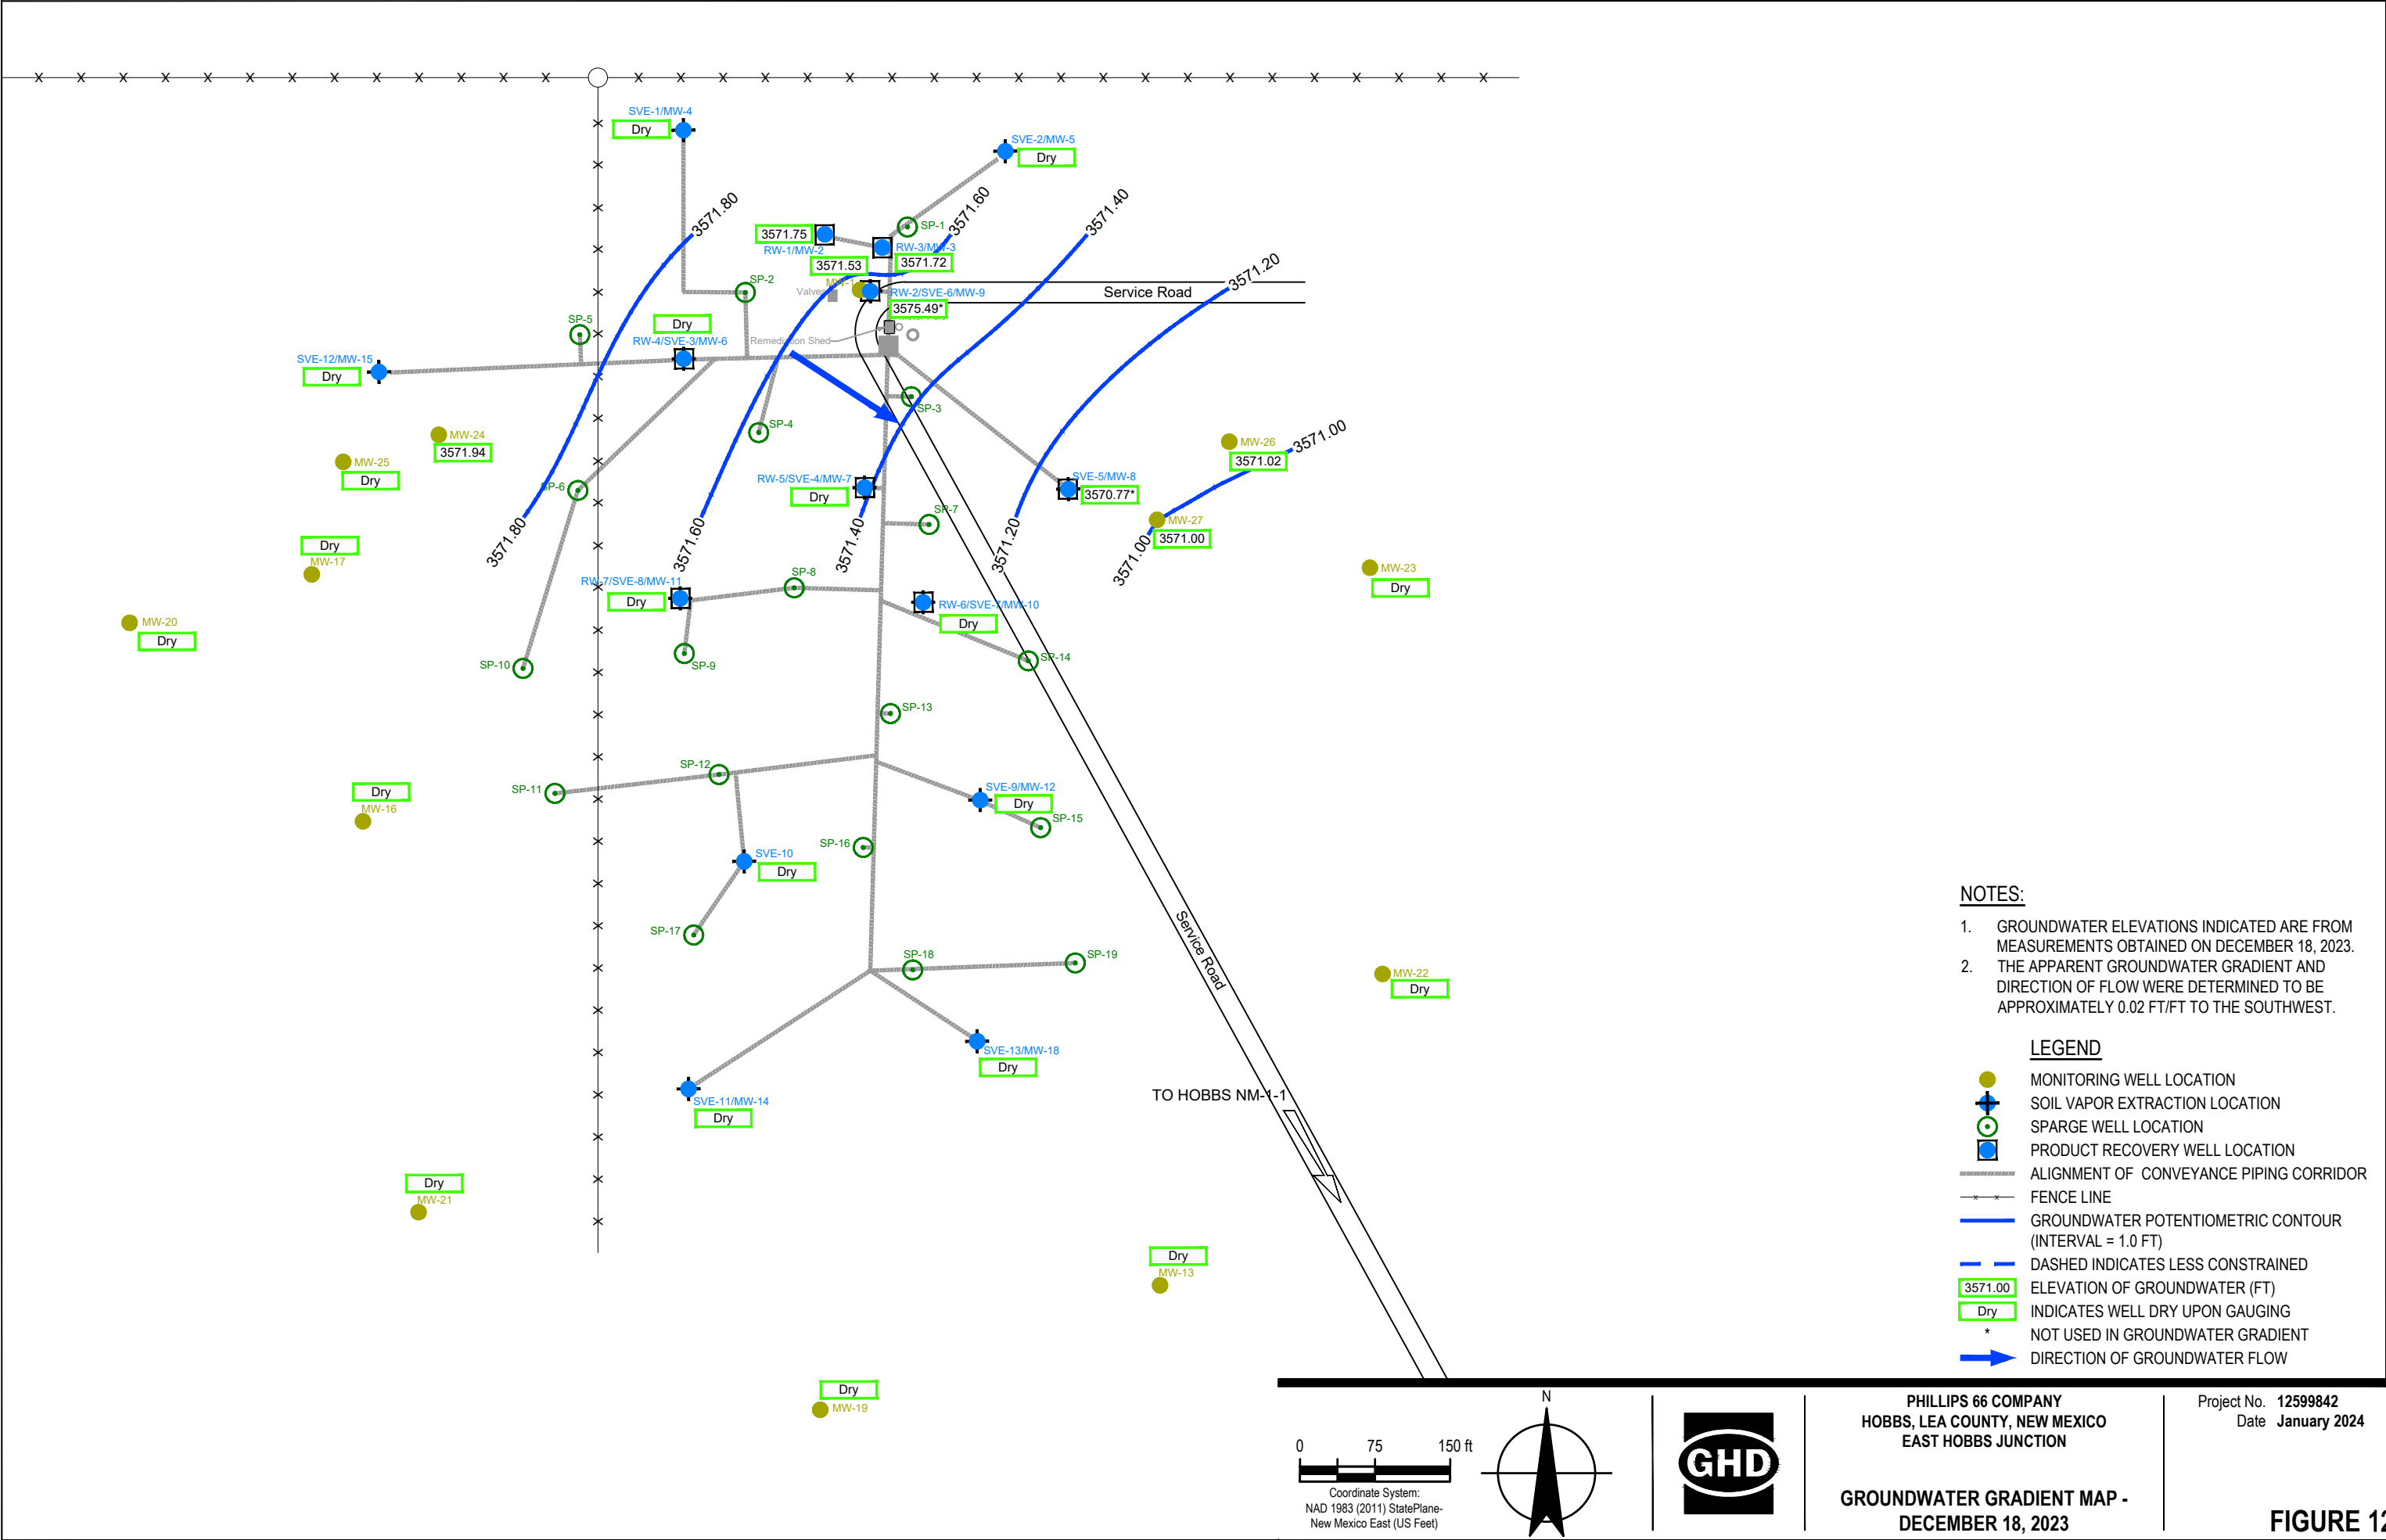 SVE-1/MW-4
Dry
SVE-2/MW-5
Dry
3571.80
3571.60
3571.40
3571.20
SP-1
3571.75
RW-1/MW-2
RW-3/MW-3
3571.72
3571.53
MW-1
Valves
RW-2/SVE-6/MW-9
3575.49*
Service Road
SP-2
SP-5
Dry
RW-4/SVE-3/MW-6
Remediation Shed
SVE-12/MW-15
Dry
SP-3
SP-4
MW-24
3571.94
MW-25
Dry
MW-26
3571.02
3571.00
SP-6
RW-5/SVE-4/MW-7
Dry
SVE-5/MW-8
3570.77*
SP-7
MW-27
3571.00
3571.80
3571.60
3571.40
3571.20
3571.00
Dry
MW-17
MW-23
Dry
SP-8
RW-7/SVE-8/MW-11
Dry
RW-6/SVE-7/MW-10
Dry
MW-20
Dry
SP-10
SP-9
SP-14
SP-13
SP-12
SP-11
Dry
MW-16
SVE-9/MW-12
Dry
SP-15
SP-16
SVE-10
Dry
SP-17
Service Road
SP-18
SP-19
MW-22
Dry
SVE-13/MW-18
Dry
SVE-11/MW-14
Dry
TO HOBBS NM-1-1
Dry
MW-21
Dry
MW-13
Dry
MW-19
NOTES:
1. GROUNDWATER ELEVATIONS INDICATED ARE FROM
MEASUREMENTS OBTAINED ON DECEMBER 18, 2023.
2. THE APPARENT GROUNDWATER GRADIENT AND
DIRECTION OF FLOW WERE DETERMINED TO BE
APPROXIMATELY 0.02 FT/FT TO THE SOUTHWEST.
LEGEND
MONITORING WELL LOCATION
SOIL VAPOR EXTRACTION LOCATION
SPARGE WELL LOCATION
PRODUCT RECOVERY WELL LOCATION
ALIGNMENT OF CONVEYANCE PIPING CORRIDOR
FENCE LINE
GROUNDWATER POTENTIOMETRIC CONTOUR
(INTERVAL = 1.0 FT)
DASHED INDICATES LESS CONSTRAINED
3571.00 ELEVATION OF GROUNDWATER (FT)
Dry INDICATES WELL DRY UPON GAUGING
* NOT USED IN GROUNDWATER GRADIENT
DIRECTION OF GROUNDWATER FLOW
0 75 150 ft
Coordinate System:
NAD 1983 (2011) StatePlane-
New Mexico East (US Feet)
N
GHD
PHILLIPS 66 COMPANY
HOBBS, LEA COUNTY, NEW MEXICO
EAST HOBBS JUNCTION
GROUNDWATER GRADIENT MAP -
DECEMBER 18, 2023
Project No. 12599842
Date January 2024
FIGURE 12